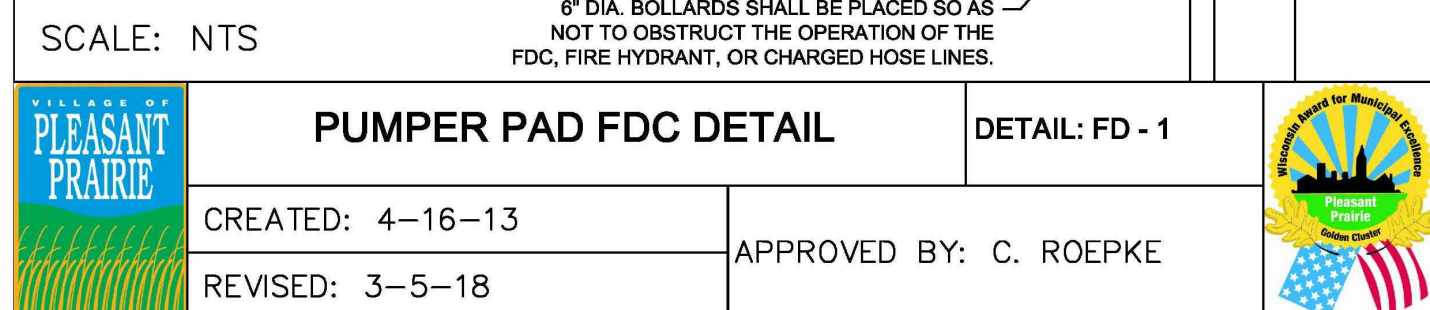 6" DIA. BOLLARDS SHALL BE PLACED SO AS
NOT TO OBSTRUCT THE OPERATION OF THE
FDC, FIRE HYDRANT, OR CHARGED HOSE LINES.
SCALE: NTS
VILLAGE OF
PLEASANT
PRAIRIE
PUMPER PAD FDC DETAIL
DETAIL: FD - 1
CREATED: 4-16-13
REVISED: 3-5-18
APPROVED BY: C. ROEPKE
Wisconsin Award for Municipal Excellence
Pleasant
Prairie
Golden Cluster